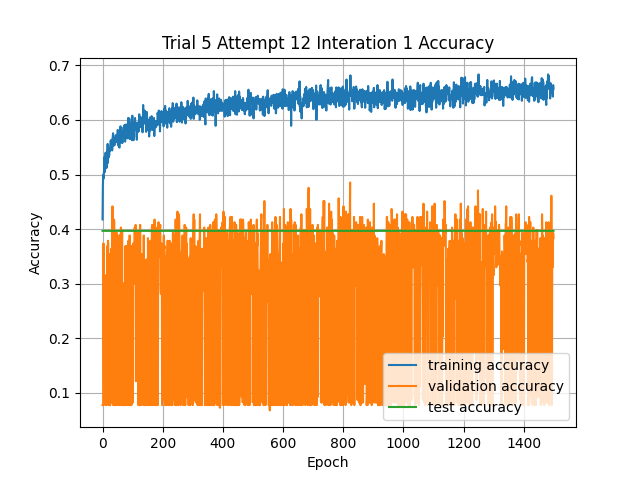 Trial 5 Attempt 12 Interation 1 Accuracy
0.7
0.6
0.5
0.4
0.3
0.2
0.1
Accuracy
0 200 400 600 800 1000 1200 1400
Epoch
training accuracy
validation accuracy
test accuracy